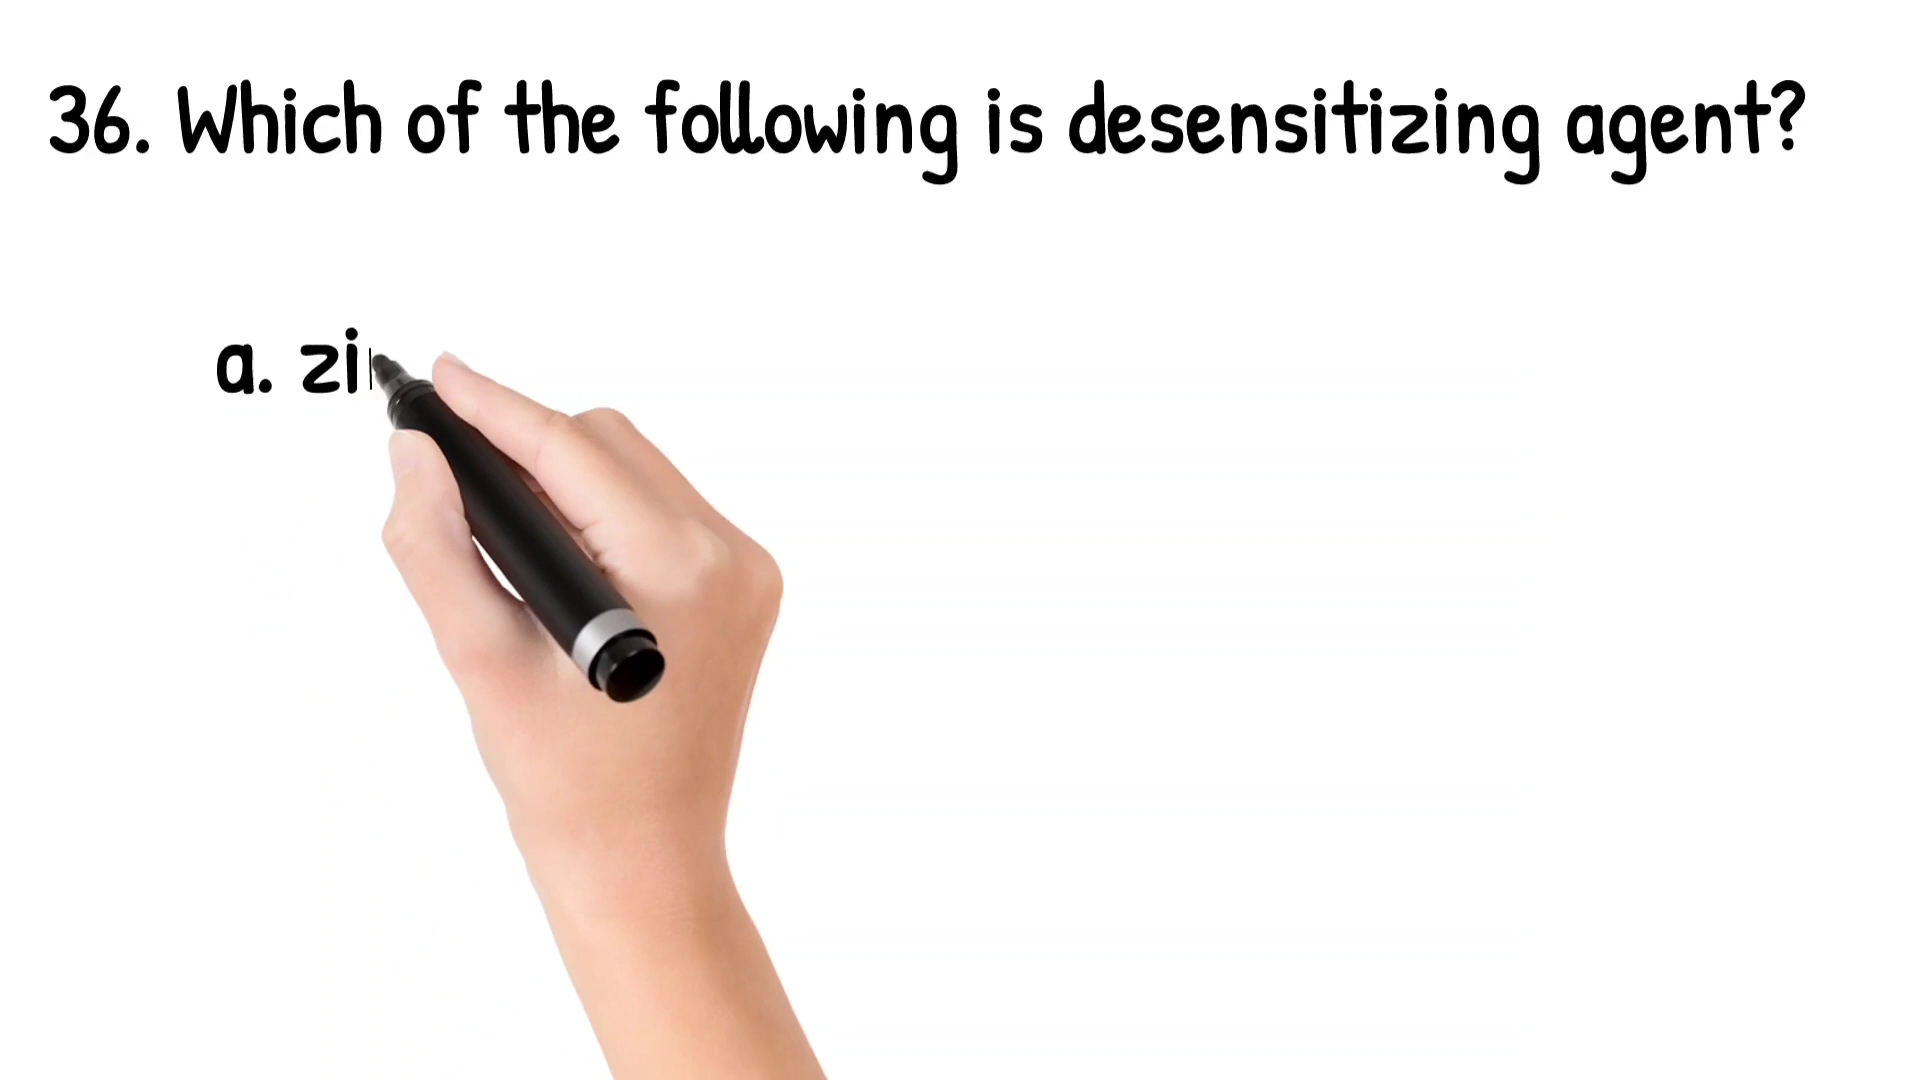 36. Which of the following is desensitizing agent?
a. zi